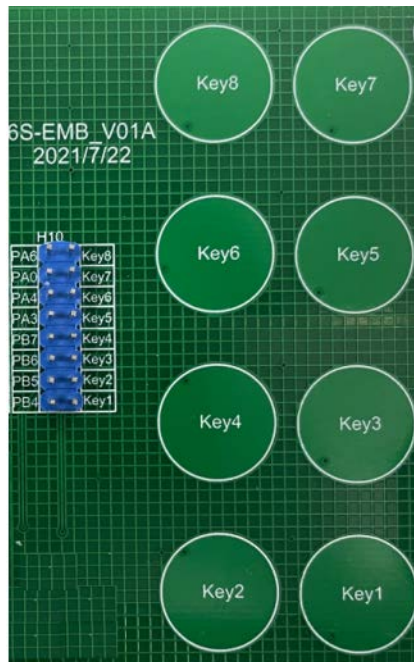 Key8 Key7
6S-EMB_V01A
2021/7/22
Key6 Key5
H10
PA6 Key8
PA0 Key7
PA4 Key6
PA3 Key5
PB7 Key4
PB6 Key3
PB5 Key2
PB4 Key1
Key4 Key3
Key2 Key1